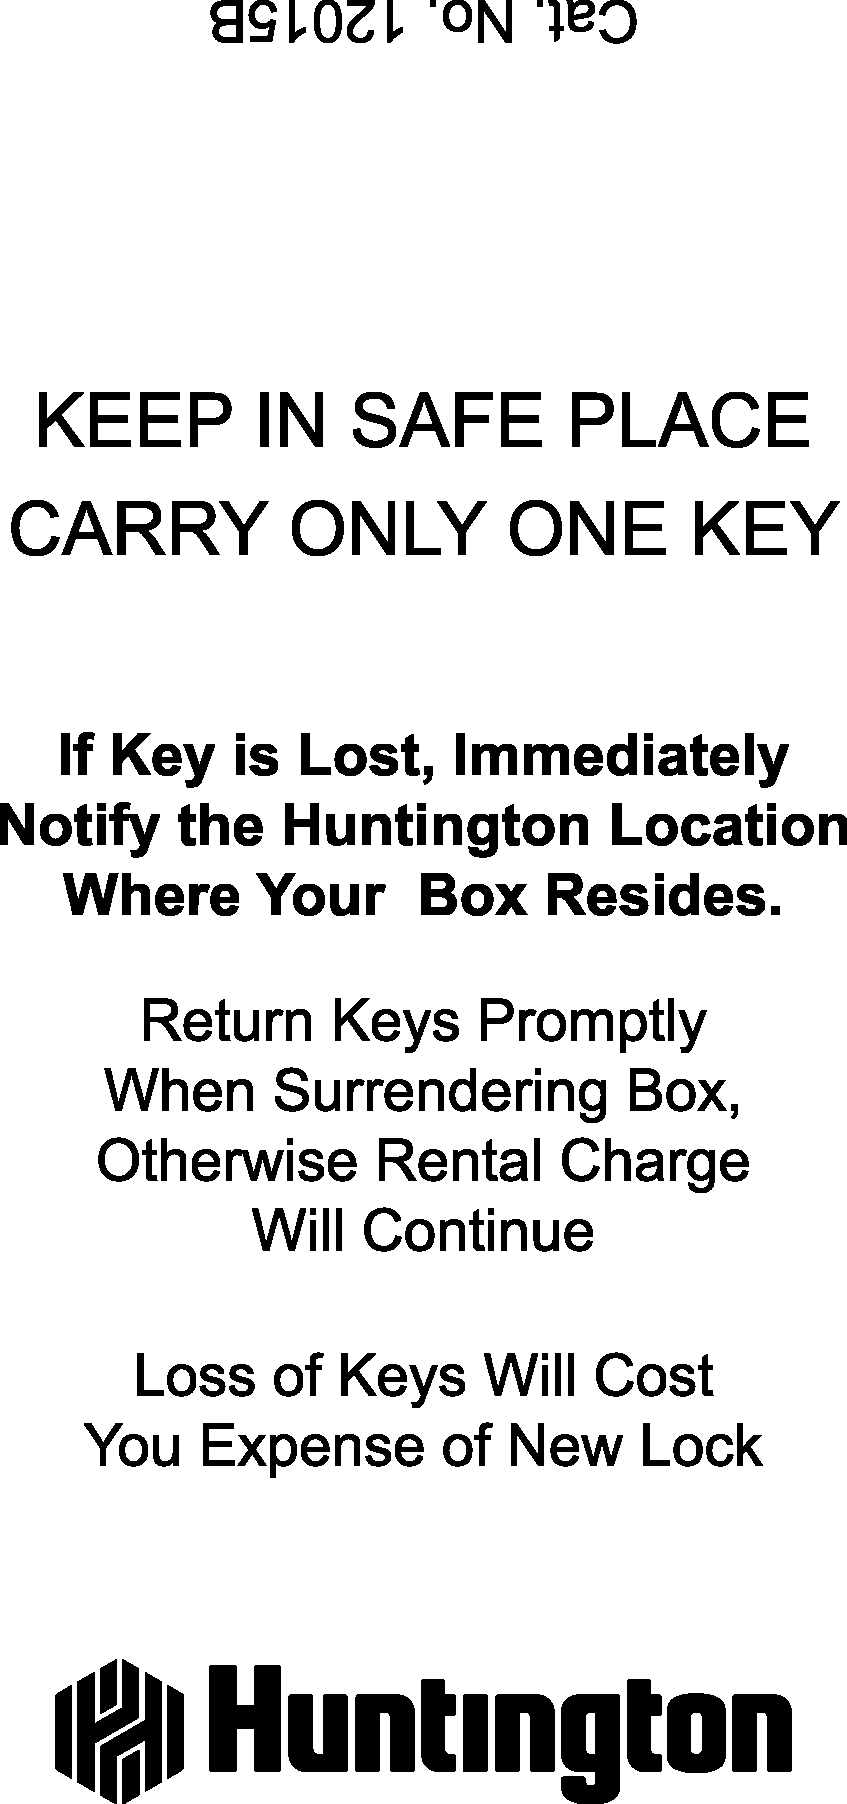 Cat. No. 12015B
KEEP IN SAFE PLACE
CARRY ONLY ONE KEY
If Key is Lost, Immediately
Notify the Huntington Location
Where Your Box Resides.
Return Keys Promptly
When Surrendering Box,
Otherwise Rental Charge
Will Continue
Loss of Keys Will Cost
You Expense of New Lock
Huntington